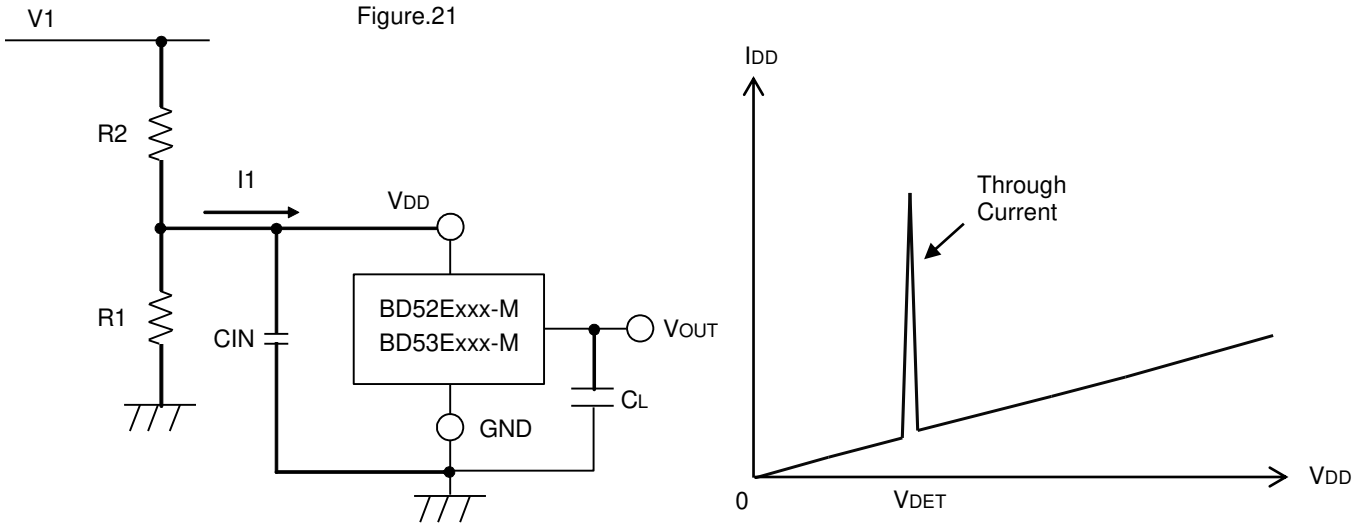 V1
Figure.21
R2
I1
VDD
R1
CIN
BD52Exxx-M
BD53Exxx-M
VOUT
CL
GND
IDD
Through
Current
0
VDET
VDD